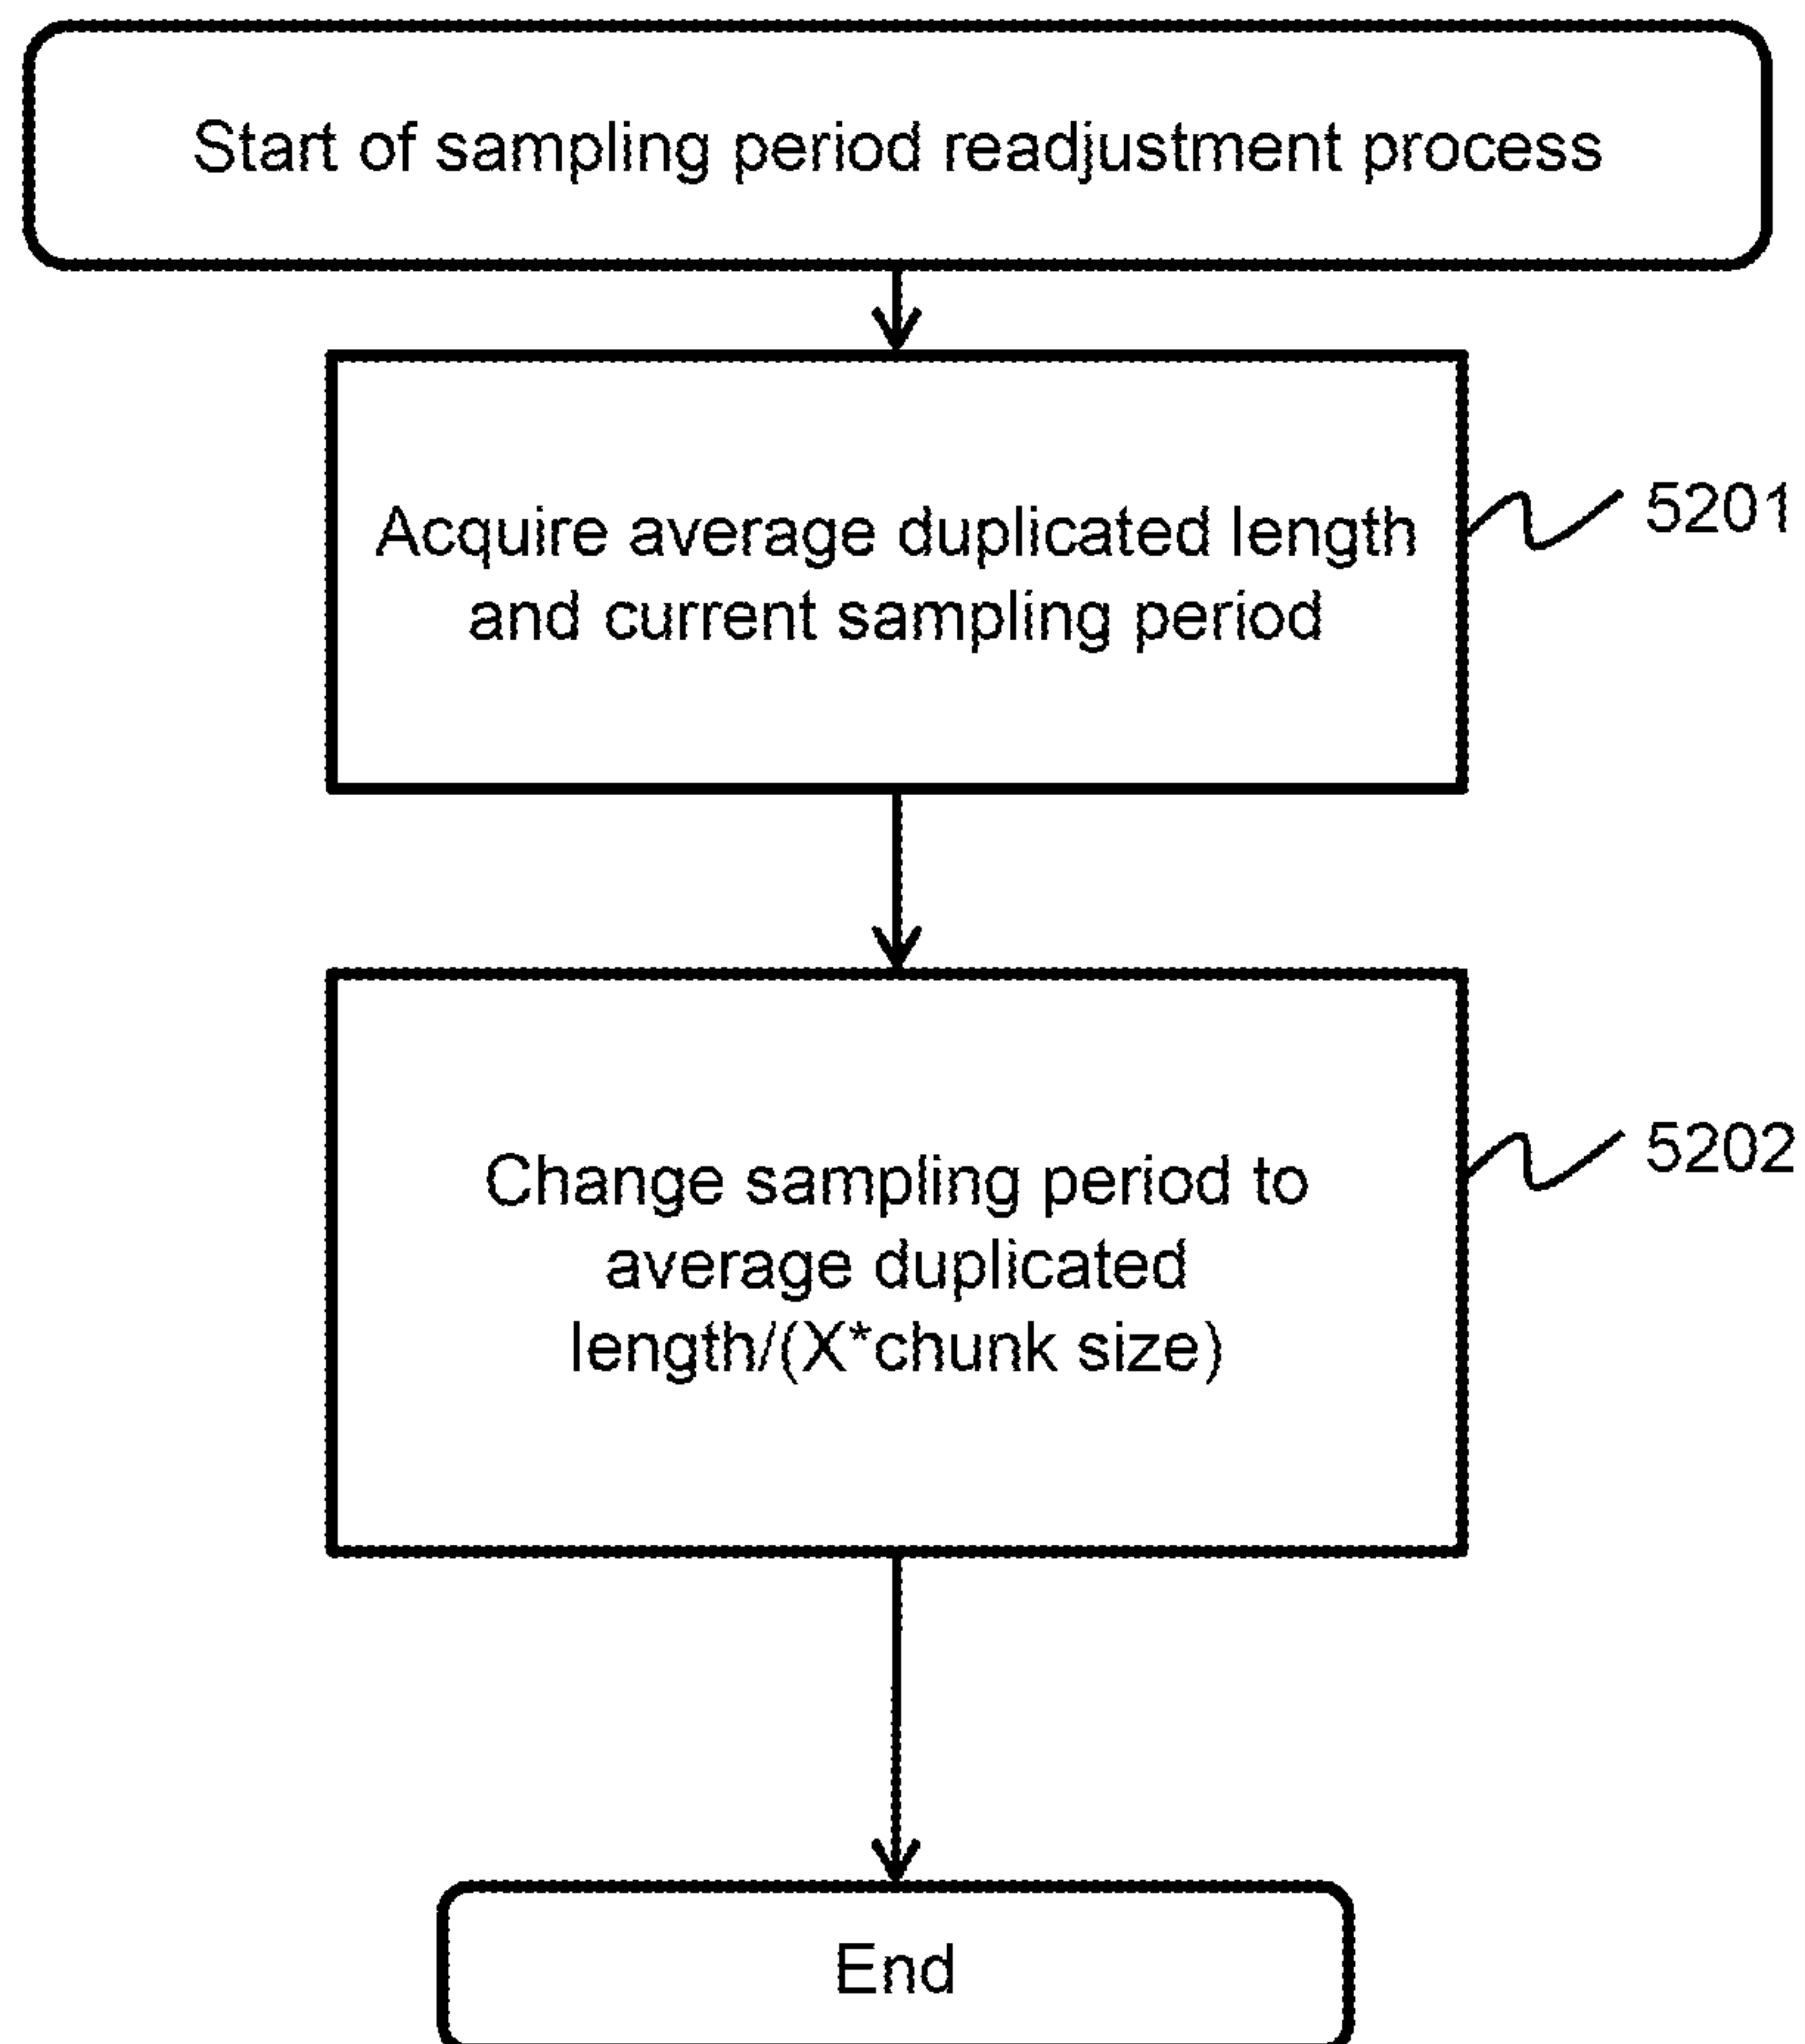 Start of sampling period readjustment process
Acquire average duplicated length
and current sampling period
5201
Change sampling period to
average duplicated
length/(X*chunk size)
5202
End